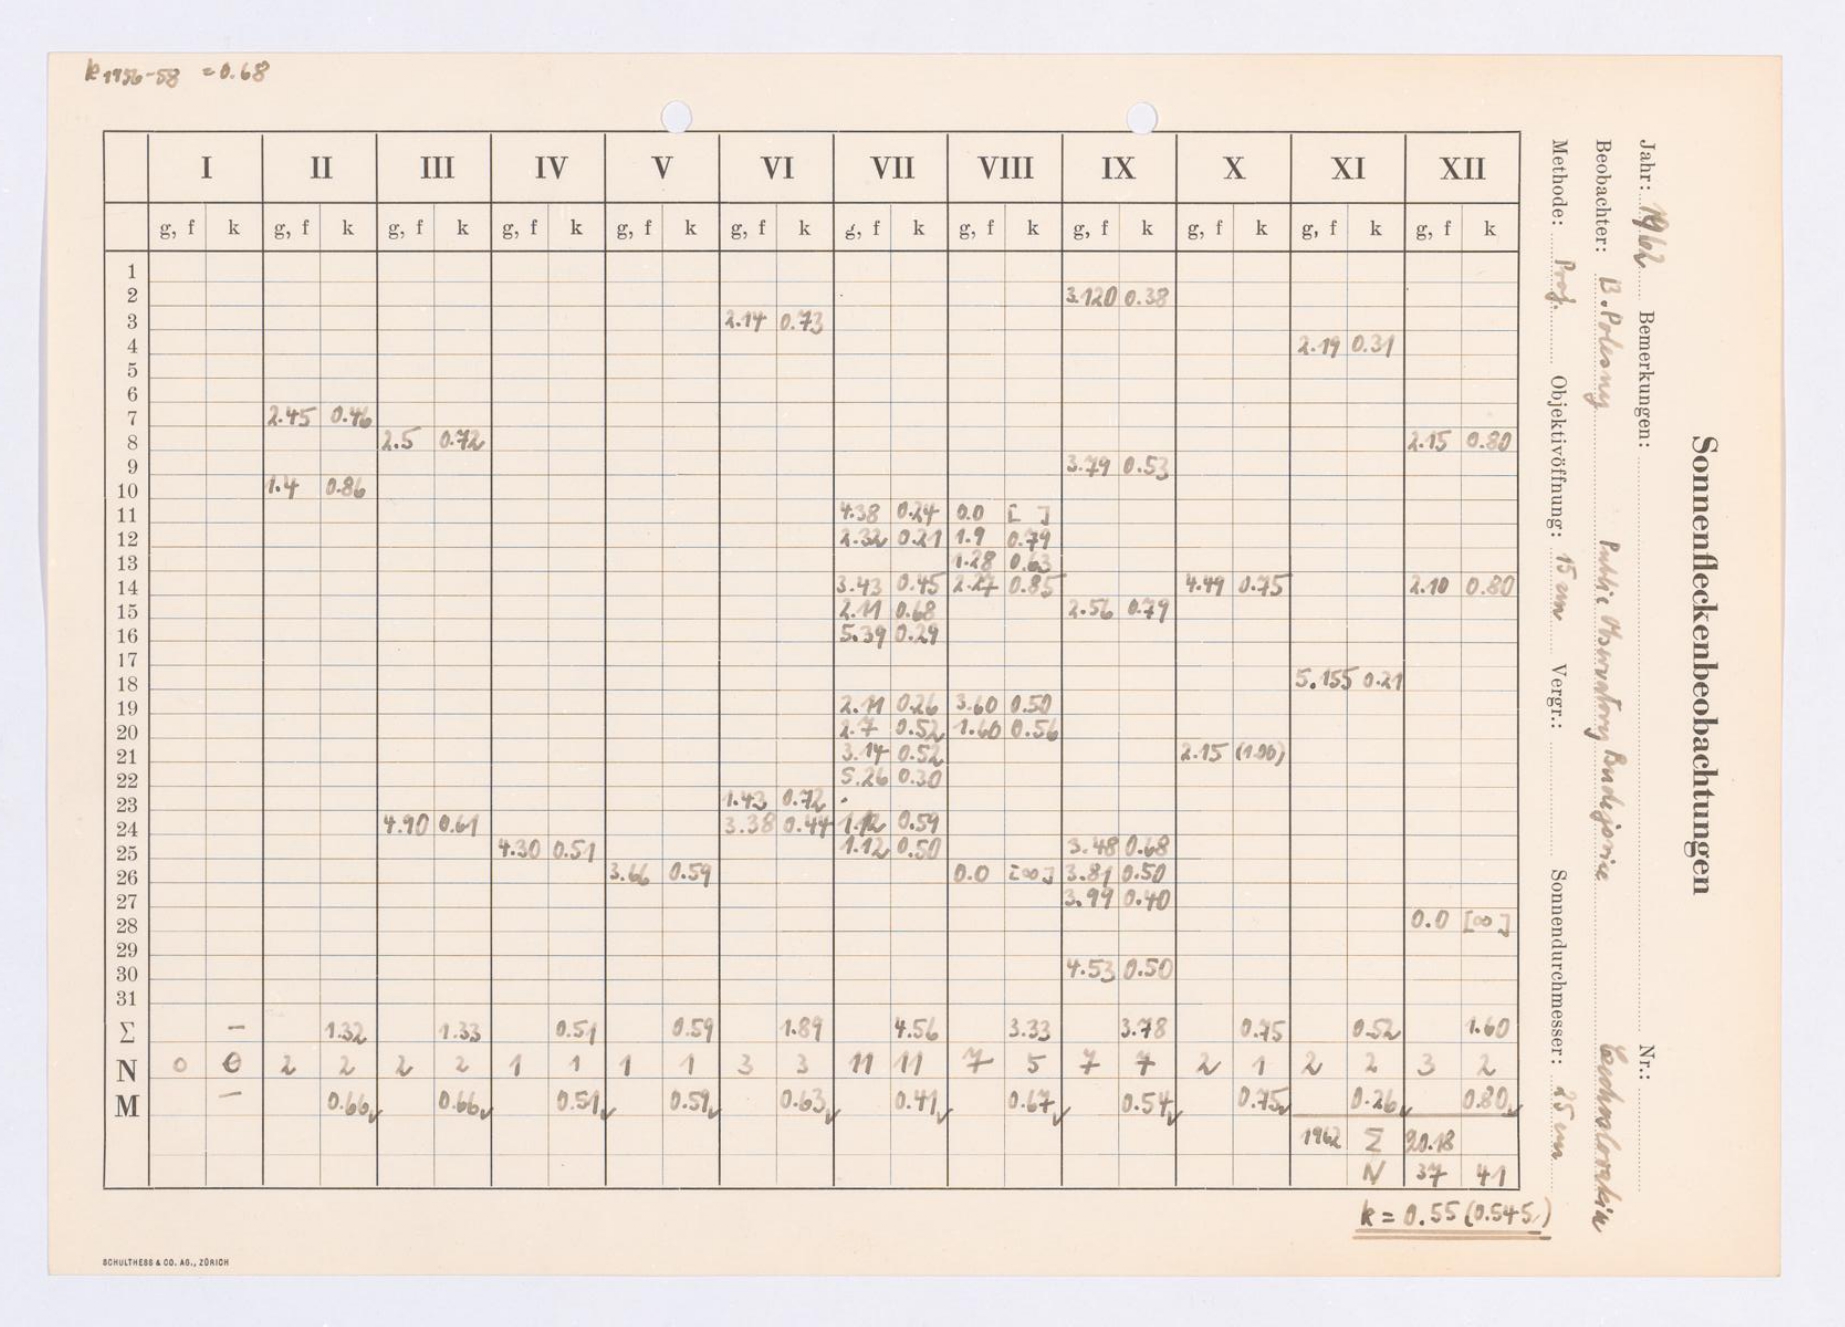 k 1956-58 = 0.68
I II III IV V VI VII VIII IX X XI XII
g, f k g, f k g, f k g, f k g, f k g, f k g, f k g, f k g, f k g, f k g, f k g, f k
1
2 3.120 0.38
3 2.14 0.73
4 2.19 0.31
5
6
7 2.45 0.46
8 2.5 0.72 2.15 0.80
9 3.79 0.53
10 1.4 0.86
11 4.38 0.24 0.0 [ ]
12 2.32 0.21 1.9 0.79
13 1.28 0.63
14 3.43 0.45 2.27 0.85 4.49 0.75 2.10 0.80
15 2.11 0.68 2.56 0.79
16 5.39 0.29
17
18 5.155 0.21
19 2.11 0.26 3.60 0.50
20 2.7 0.52 1.60 0.56
21 3.14 0.52 2.15 (1.00)
22 5.26 0.30
23 1.43 0.72
24 4.90 0.61 3.38 0.44 1.12 0.59
25 4.30 0.51 1.12 0.50 3.48 0.68
26 3.66 0.59 0.0 [∞] 3.81 0.50
27 3.99 0.40
28 0.0 [∞]
29
30 4.53 0.50
31
Σ – 1.32 1.33 0.51 0.59 1.89 4.56 3.33 3.78 0.75 0.52 1.60
N 0 0 2 2 2 2 1 1 1 1 3 3 11 11 7 5 7 7 2 1 2 2 3 2
M – 0.66 0.66 0.51 0.59 0.63 0.41 0.67 0.54 0.75 0.26 0.80
1962 Σ 20.18
N 37 41
k = 0.55 (0.545)
SCHULTHESS & CO. AG., ZÜRICH
Sonnenfleckenbeobachtungen
Jahr: 1962 Bemerkungen: Nr.:
Beobachter: B. Polesny Public Observatory Budejovice
Methode: Proj. Objektivöffnung: 15 cm Vergr.: Sonnendurchmesser: 25 cm